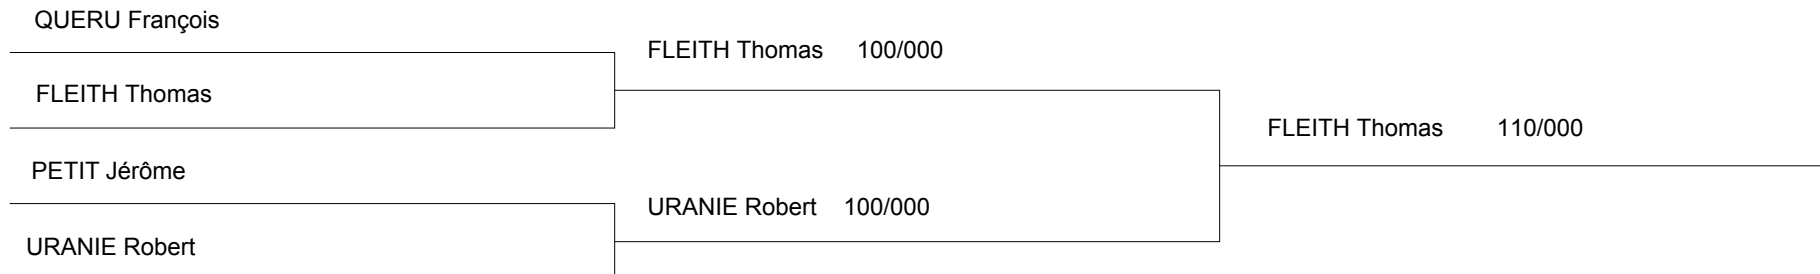 QUERU François
FLEITH Thomas
PETIT Jérôme
URANIE Robert
FLEITH Thomas 100/000
URANIE Robert 100/000
FLEITH Thomas 110/000